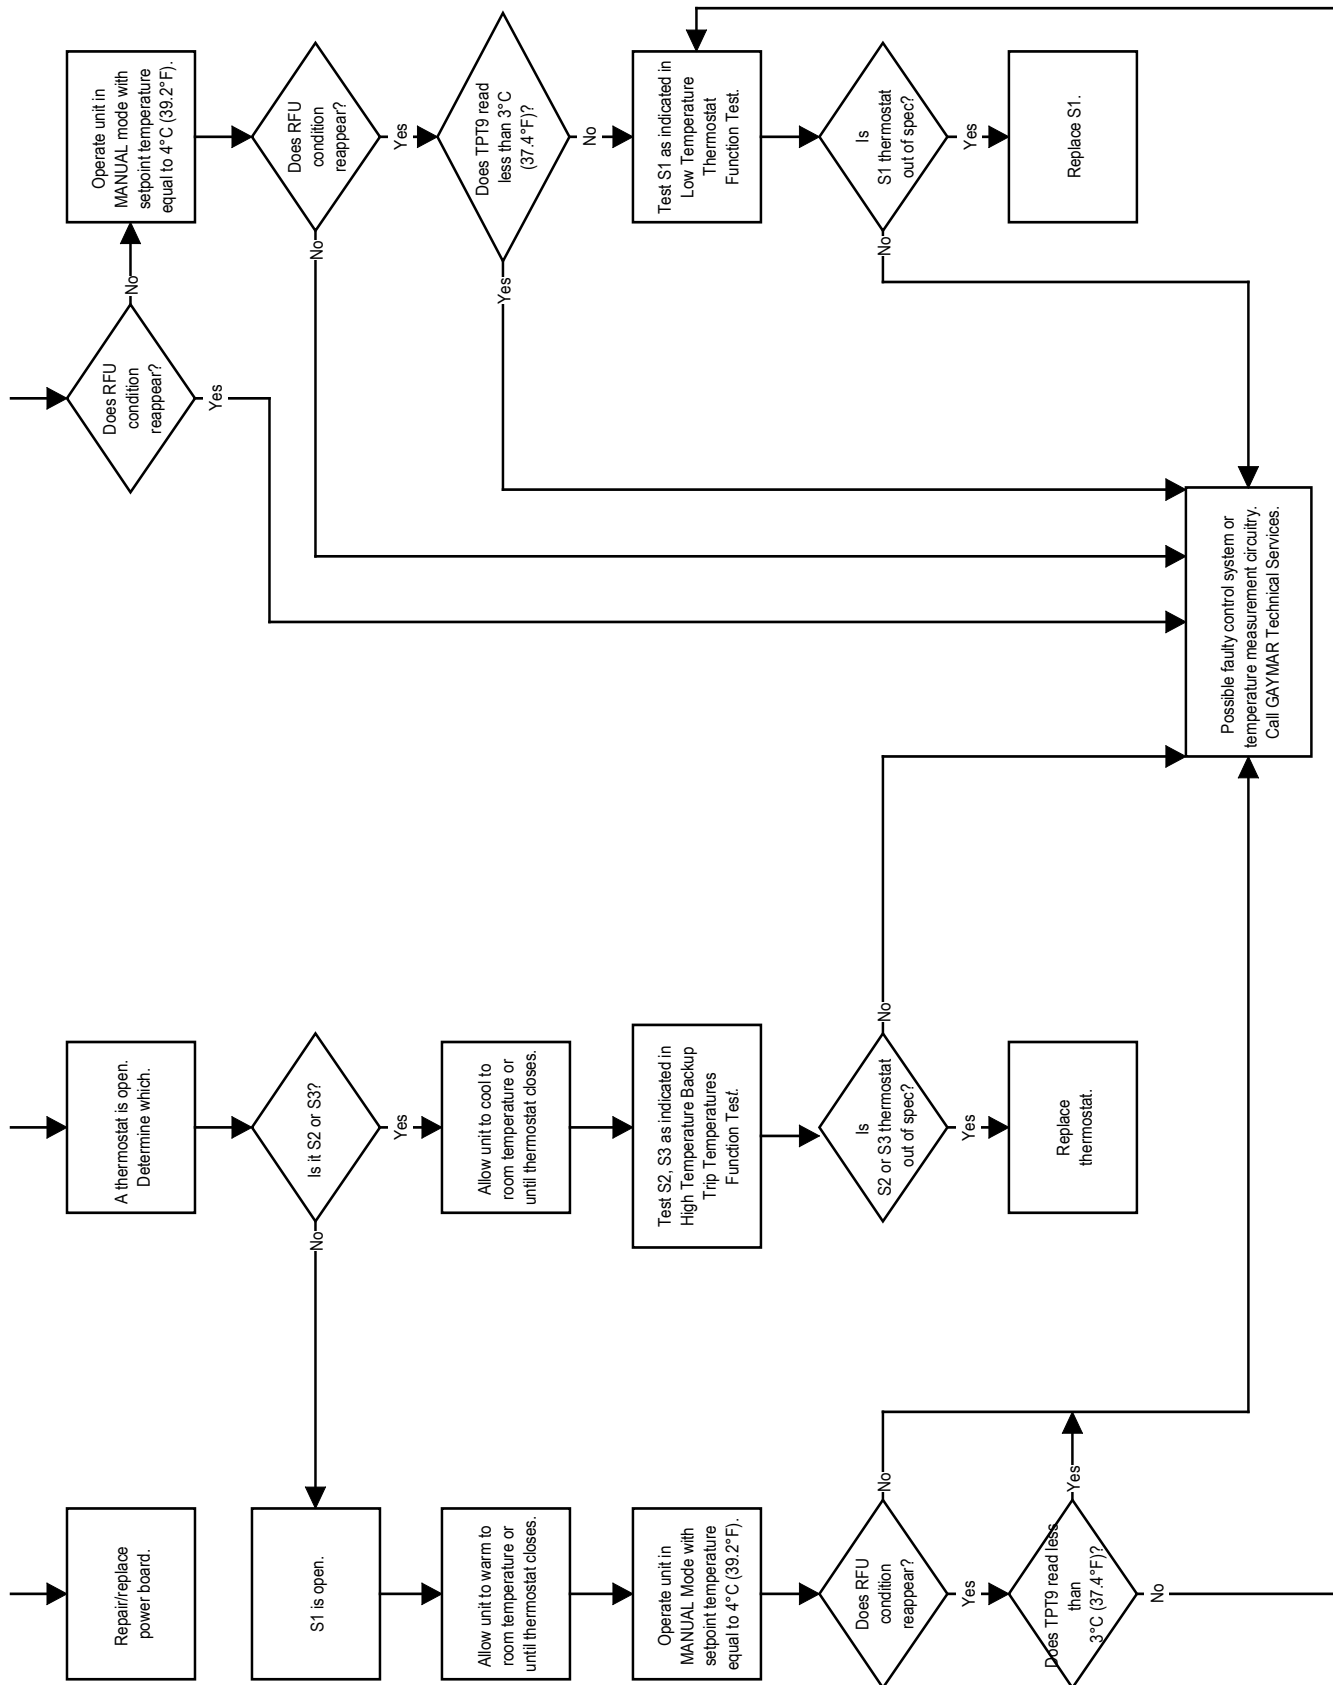 Repair/replace
power board.
S1 is open.
Allow unit to warm to
room temperature or
until thermostat closes.
Operate unit in
MANUAL Mode with
setpoint temperature
equal to 4°C (39.2°F).
Does RFU
condition
reappear?
No
Yes
Does TPT9 read less
than
3°C (37.4°F)?
Yes
No
A thermostat is open.
Determine which.
Is it S2 or S3?
No
Yes
Allow unit to cool to
room temperature or
until thermostat closes.
Test S2, S3 as indicated in
High Temperature Backup
Trip Temperatures
Function Test.
Is
S2 or S3 thermostat
out of spec?
No
Yes
Replace
thermostat.
Does RFU
condition
reappear?
No
Yes
Operate unit in
MANUAL mode with
setpoint temperature
equal to 4°C (39.2°F).
Does RFU
condition
reappear?
No
Yes
Does TPT9 read
less than 3°C
(37.4°F)?
Yes
No
Test S1 as indicated in
Low Temperature
Thermostat
Function Test.
Is
S1 thermostat
out of spec?
No
Yes
Replace S1.
Possible faulty control system or
temperature measurement circuitry.
Call GAYMAR Technical Services.